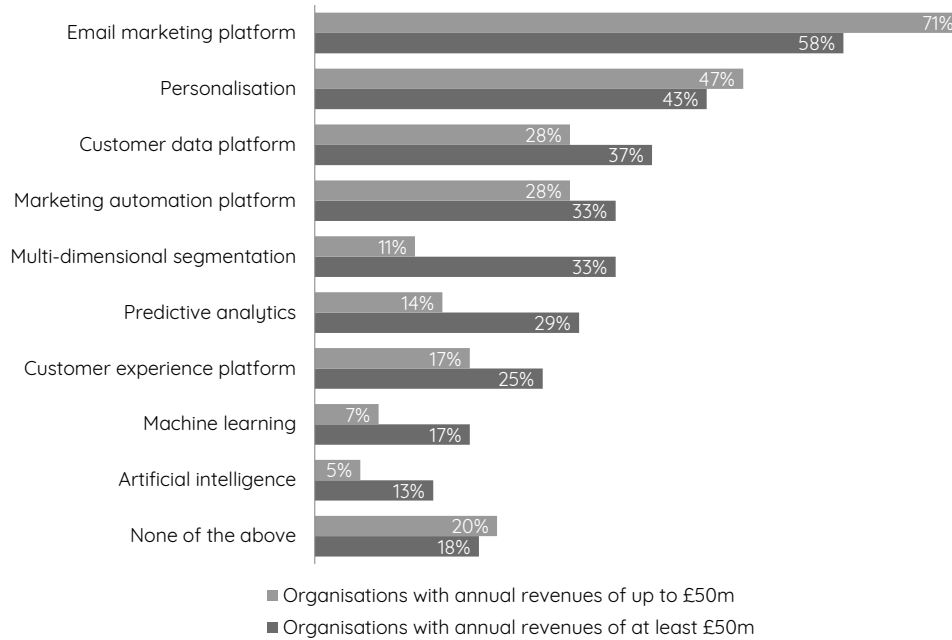 71%
Email marketing platform
58%
47%
Personalisation
43%
28%
Customer data platform
37%
28%
Marketing automation platform
33%
11%
Multi-dimensional segmentation
33%
14%
Predictive analytics
29%
17%
Customer experience platform
25%
7%
Machine learning
17%
5%
Artificial intelligence
13%
20%
None of the above
18%
Organisations with annual revenues of up to £50m
Organisations with annual revenues of at least £50m